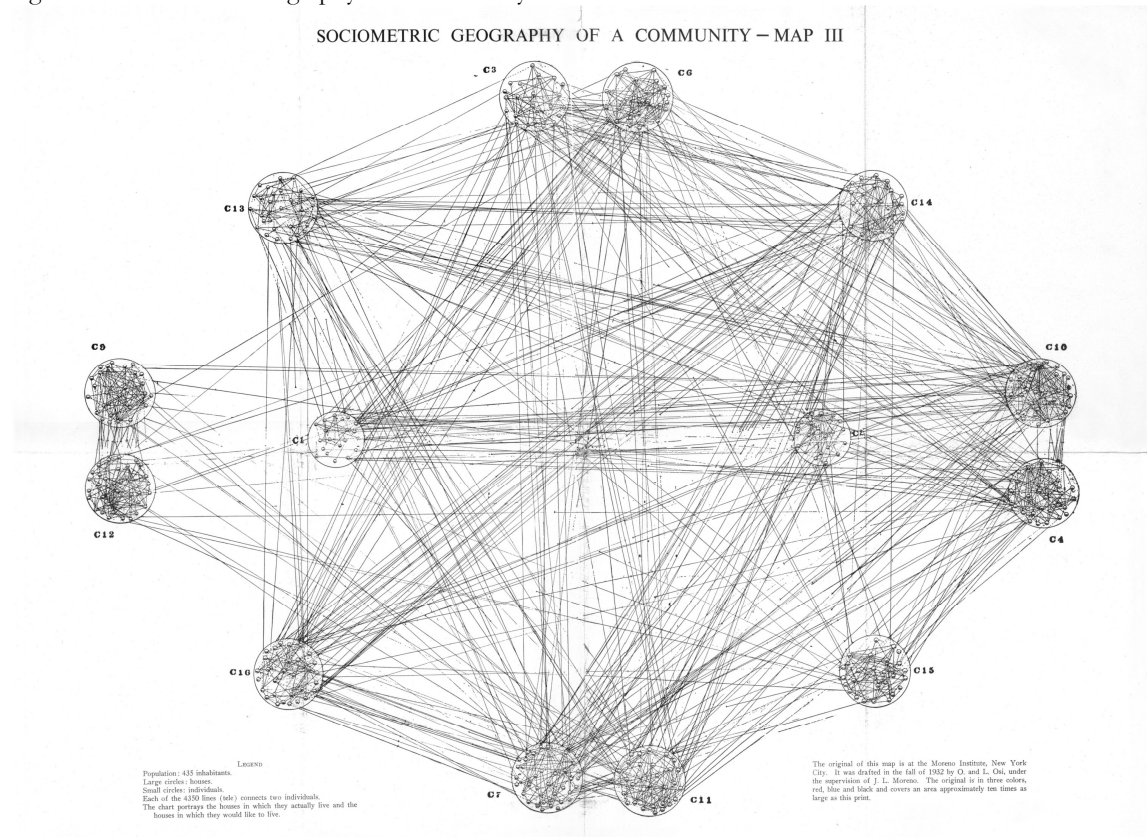 SOCIOMETRIC GEOGRAPHY OF A COMMUNITY — MAP III
C3
C6
C13
C14
C9
C10
C1
C12
C4
C16
C15
C7
C11
LEGEND
Population: 435 inhabitants.
Large circles: houses.
Small circles: individuals.
Each of the 4350 lines (tele) connects two individuals.
The chart portrays the houses in which they actually live and the
houses in which they would like to live.
The original of this map is at the Moreno Institute, New York
City. It was drafted in the fall of 1932 by O. and L. Osi, under
the supervision of J. L. Moreno. The original is in three colors,
red, blue and black and covers an area approximately ten times as
large as this print.